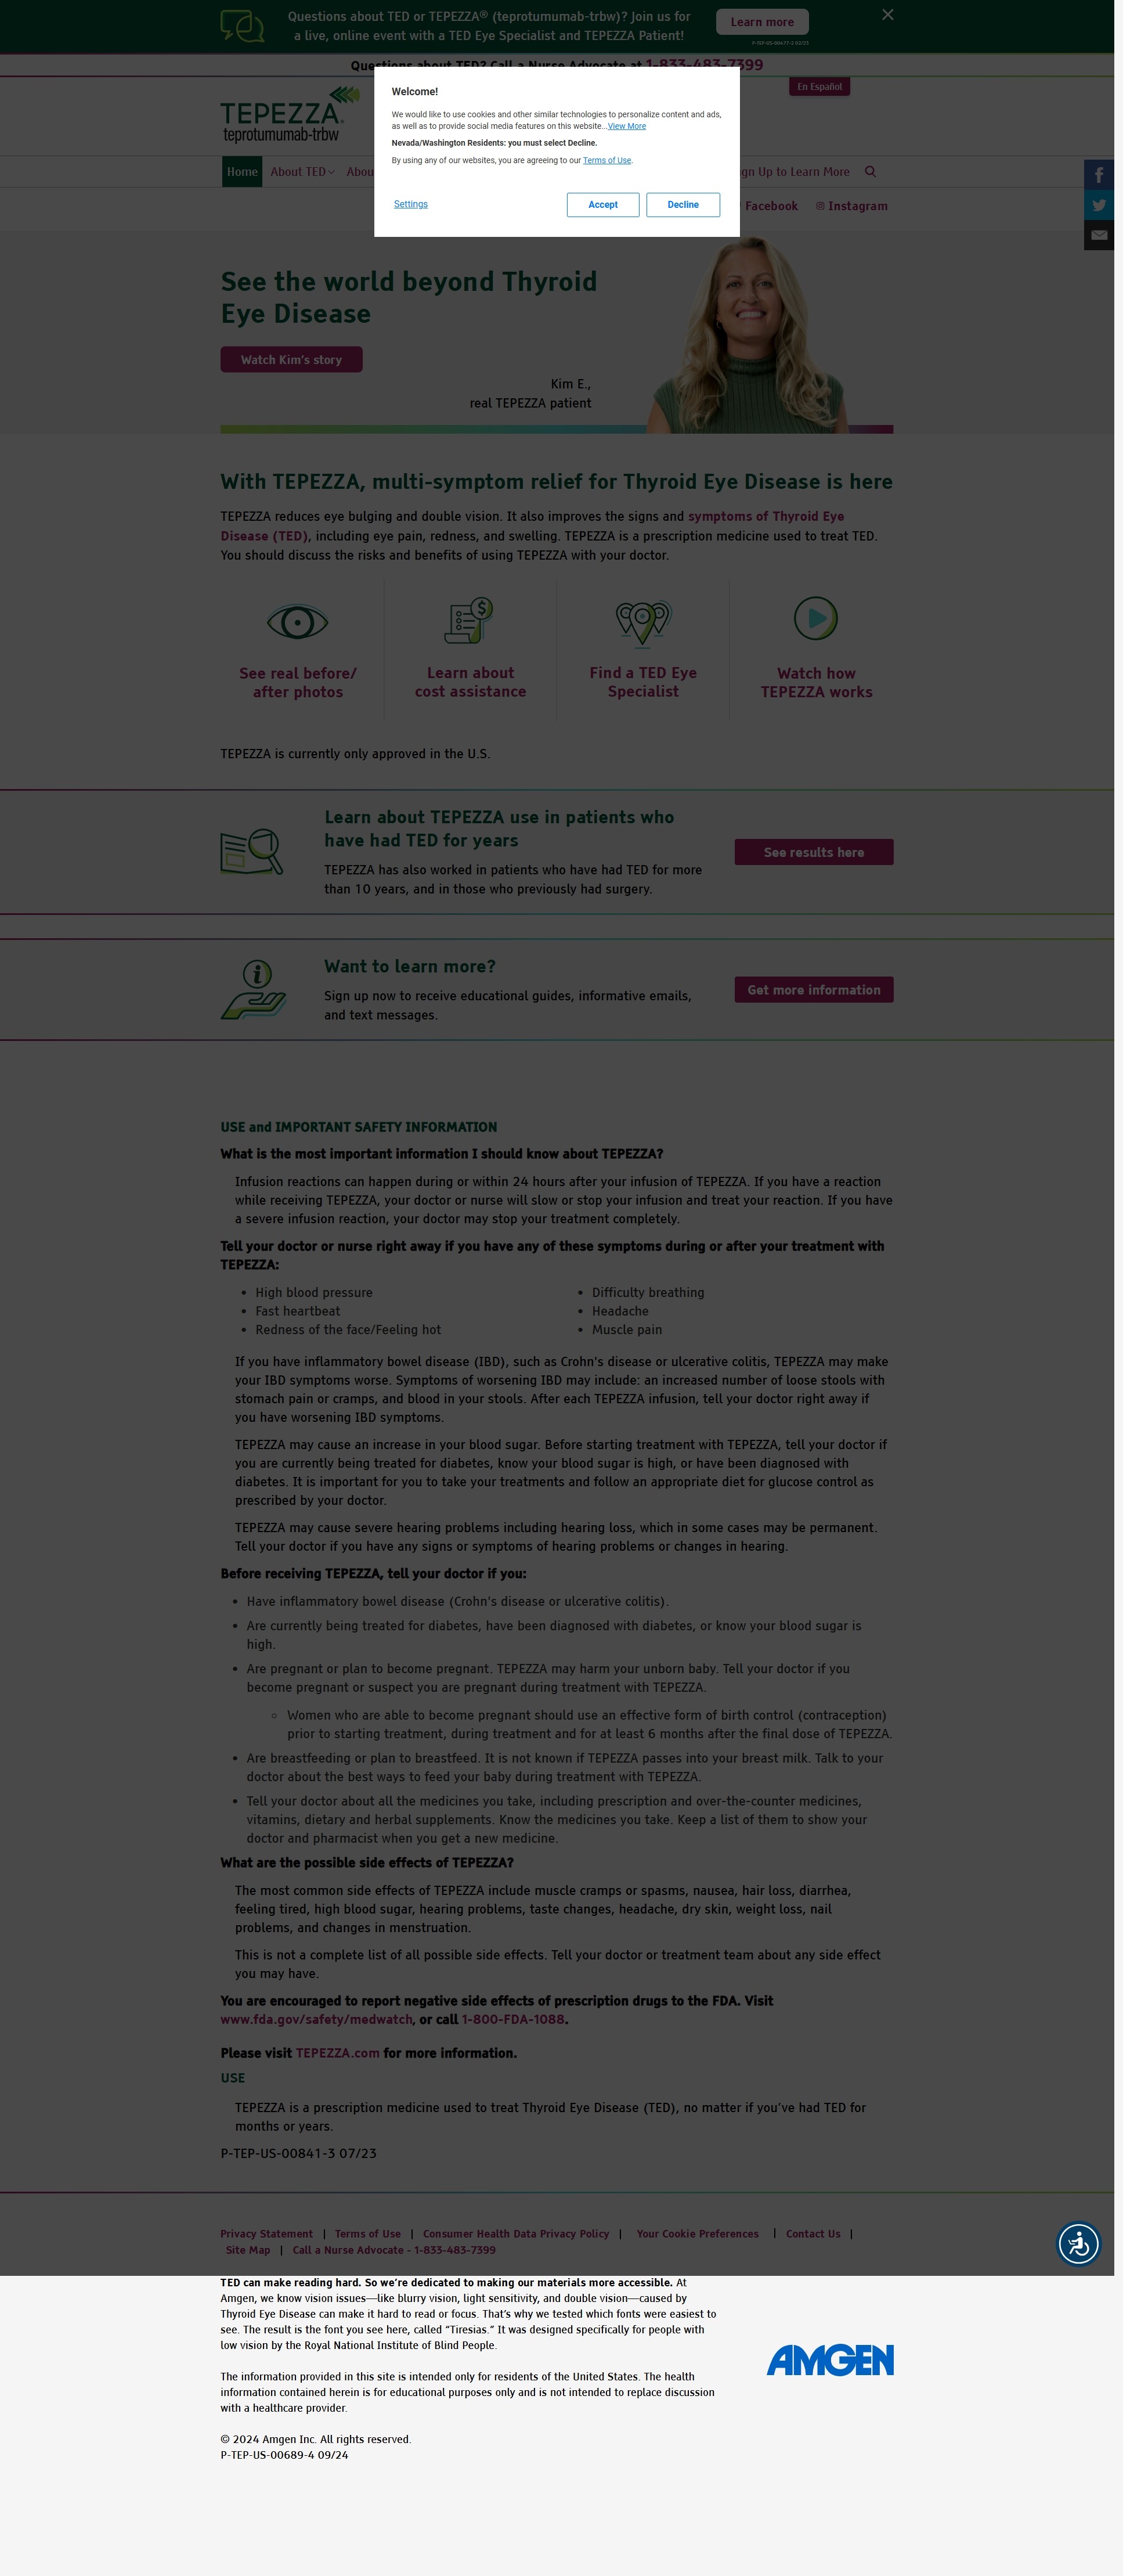 Questions about TED or TEPEZZA® (teprotumumab-trbw)? Join us for
a live, online event with a TED Eye Specialist and TEPEZZA Patient!
Learn more
P-TEP-US-00477-3 02/25
Questions about TED? Call a Nurse Advocate at 1-833-483-7399
En Español
TEPEZZA®
teprotumumab-trbw
Welcome!
We would like to use cookies and other similar technologies to personalize content and ads,
as well as to provide social media features on this website...View More
Nevada/Washington Residents: you must select Decline.
By using any of our websites, you are agreeing to our Terms of Use.
Settings
Accept
Decline
Home
About TED
Abou
gn Up to Learn More
Facebook
Instagram
See the world beyond Thyroid
Eye Disease
Watch Kim's story
Kim E.,
real TEPEZZA patient
With TEPEZZA, multi-symptom relief for Thyroid Eye Disease is here
TEPEZZA reduces eye bulging and double vision. It also improves the signs and symptoms of Thyroid Eye
Disease (TED), including eye pain, redness, and swelling. TEPEZZA is a prescription medicine used to treat TED.
You should discuss the risks and benefits of using TEPEZZA with your doctor.
See real before/
after photos
Learn about
cost assistance
Find a TED Eye
Specialist
Watch how
TEPEZZA works
TEPEZZA is currently only approved in the U.S.
Learn about TEPEZZA use in patients who
have had TED for years
TEPEZZA has also worked in patients who have had TED for more
than 10 years, and in those who previously had surgery.
See results here
Want to learn more?
Sign up now to receive educational guides, informative emails,
and text messages.
Get more information
USE and IMPORTANT SAFETY INFORMATION
What is the most important information I should know about TEPEZZA?
Infusion reactions can happen during or within 24 hours after your infusion of TEPEZZA. If you have a reaction
while receiving TEPEZZA, your doctor or nurse will slow or stop your infusion and treat your reaction. If you have
a severe infusion reaction, your doctor may stop your treatment completely.
Tell your doctor or nurse right away if you have any of these symptoms during or after your treatment with
TEPEZZA:
• High blood pressure
• Fast heartbeat
• Redness of the face/Feeling hot
• Difficulty breathing
• Headache
• Muscle pain
If you have inflammatory bowel disease (IBD), such as Crohn's disease or ulcerative colitis, TEPEZZA may make
your IBD symptoms worse. Symptoms of worsening IBD may include: an increased number of loose stools with
stomach pain or cramps, and blood in your stools. After each TEPEZZA infusion, tell your doctor right away if
you have worsening IBD symptoms.
TEPEZZA may cause an increase in your blood sugar. Before starting treatment with TEPEZZA, tell your doctor if
you are currently being treated for diabetes, know your blood sugar is high, or have been diagnosed with
diabetes. It is important for you to take your treatments and follow an appropriate diet for glucose control as
prescribed by your doctor.
TEPEZZA may cause severe hearing problems including hearing loss, which in some cases may be permanent.
Tell your doctor if you have any signs or symptoms of hearing problems or changes in hearing.
Before receiving TEPEZZA, tell your doctor if you:
• Have inflammatory bowel disease (Crohn's disease or ulcerative colitis).
• Are currently being treated for diabetes, have been diagnosed with diabetes, or know your blood sugar is
high.
• Are pregnant or plan to become pregnant. TEPEZZA may harm your unborn baby. Tell your doctor if you
become pregnant or suspect you are pregnant during treatment with TEPEZZA.
○ Women who are able to become pregnant should use an effective form of birth control (contraception)
prior to starting treatment, during treatment and for at least 6 months after the final dose of TEPEZZA.
• Are breastfeeding or plan to breastfeed. It is not known if TEPEZZA passes into your breast milk. Talk to your
doctor about the best ways to feed your baby during treatment with TEPEZZA.
• Tell your doctor about all the medicines you take, including prescription and over-the-counter medicines,
vitamins, dietary and herbal supplements. Know the medicines you take. Keep a list of them to show your
doctor and pharmacist when you get a new medicine.
What are the possible side effects of TEPEZZA?
The most common side effects of TEPEZZA include muscle cramps or spasms, nausea, hair loss, diarrhea,
feeling tired, high blood sugar, hearing problems, taste changes, headache, dry skin, weight loss, nail
problems, and changes in menstruation.
This is not a complete list of all possible side effects. Tell your doctor or treatment team about any side effect
you may have.
You are encouraged to report negative side effects of prescription drugs to the FDA. Visit
www.fda.gov/safety/medwatch, or call 1-800-FDA-1088.
Please visit TEPEZZA.com for more information.
USE
TEPEZZA is a prescription medicine used to treat Thyroid Eye Disease (TED), no matter if you've had TED for
months or years.
P-TEP-US-00841-3 07/23
Privacy Statement | Terms of Use | Consumer Health Data Privacy Policy | Your Cookie Preferences | Contact Us |
Site Map | Call a Nurse Advocate - 1-833-483-7399
TED can make reading hard. So we're dedicated to making our materials more accessible. At
Amgen, we know vision issues—like blurry vision, light sensitivity, and double vision—caused by
Thyroid Eye Disease can make it hard to read or focus. That's why we tested which fonts were easiest to
see. The result is the font you see here, called “Tiresias.” It was designed specifically for people with
low vision by the Royal National Institute of Blind People.
AMGEN
The information provided in this site is intended only for residents of the United States. The health
information contained herein is for educational purposes only and is not intended to replace discussion
with a healthcare provider.
© 2024 Amgen Inc. All rights reserved.
P-TEP-US-00689-4 09/24